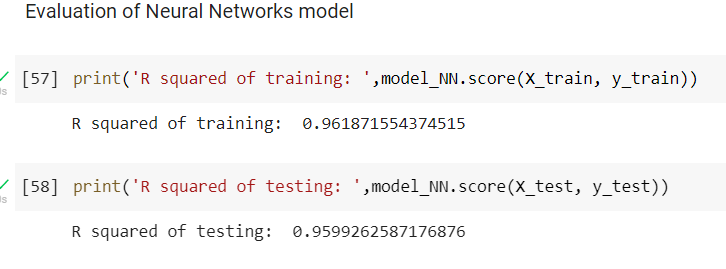 Evaluation of Neural Networks model
[57] print('R squared of training: ',model_NN.score(X_train, y_train))
R squared of training:  0.961871554374515
[58] print('R squared of testing: ',model_NN.score(X_test, y_test))
R squared of testing:  0.9599262587176876